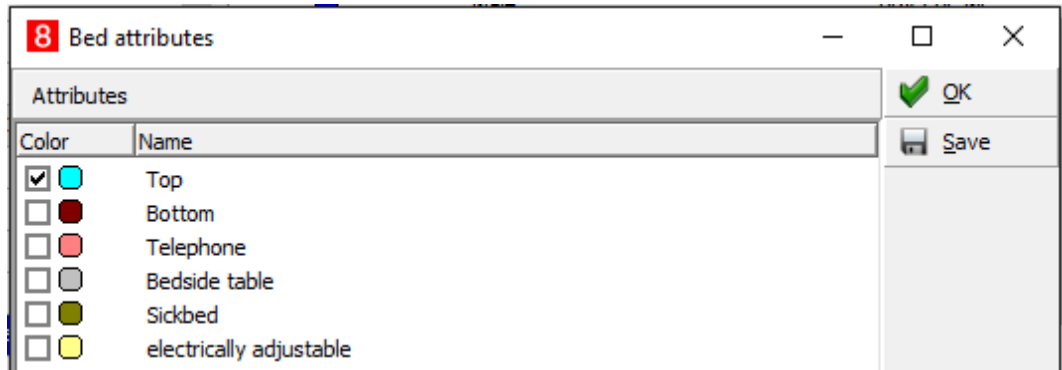 8 Bed attributes
Attributes
OK
Color Name
Save
Top
Bottom
Telephone
Bedside table
Sickbed
electrically adjustable